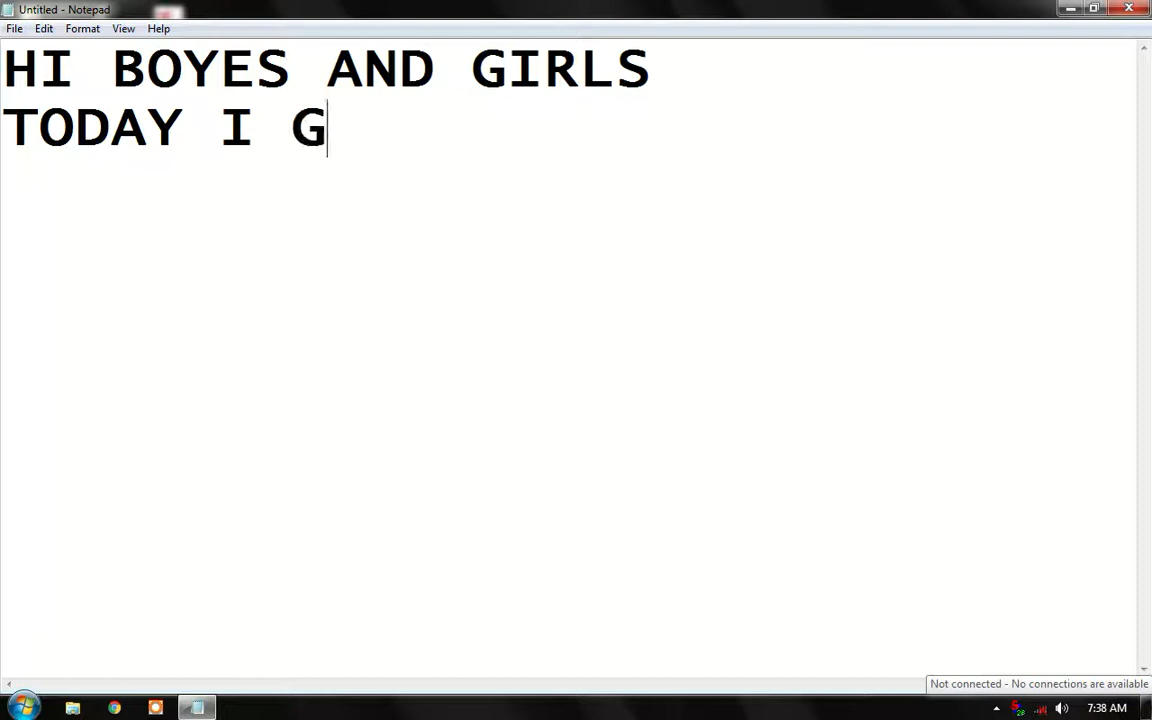 Untitled - Notepad
File Edit Format View Help
HI BOYES AND GIRLS
TODAY I G
Not connected - No connections are available
7:38 AM